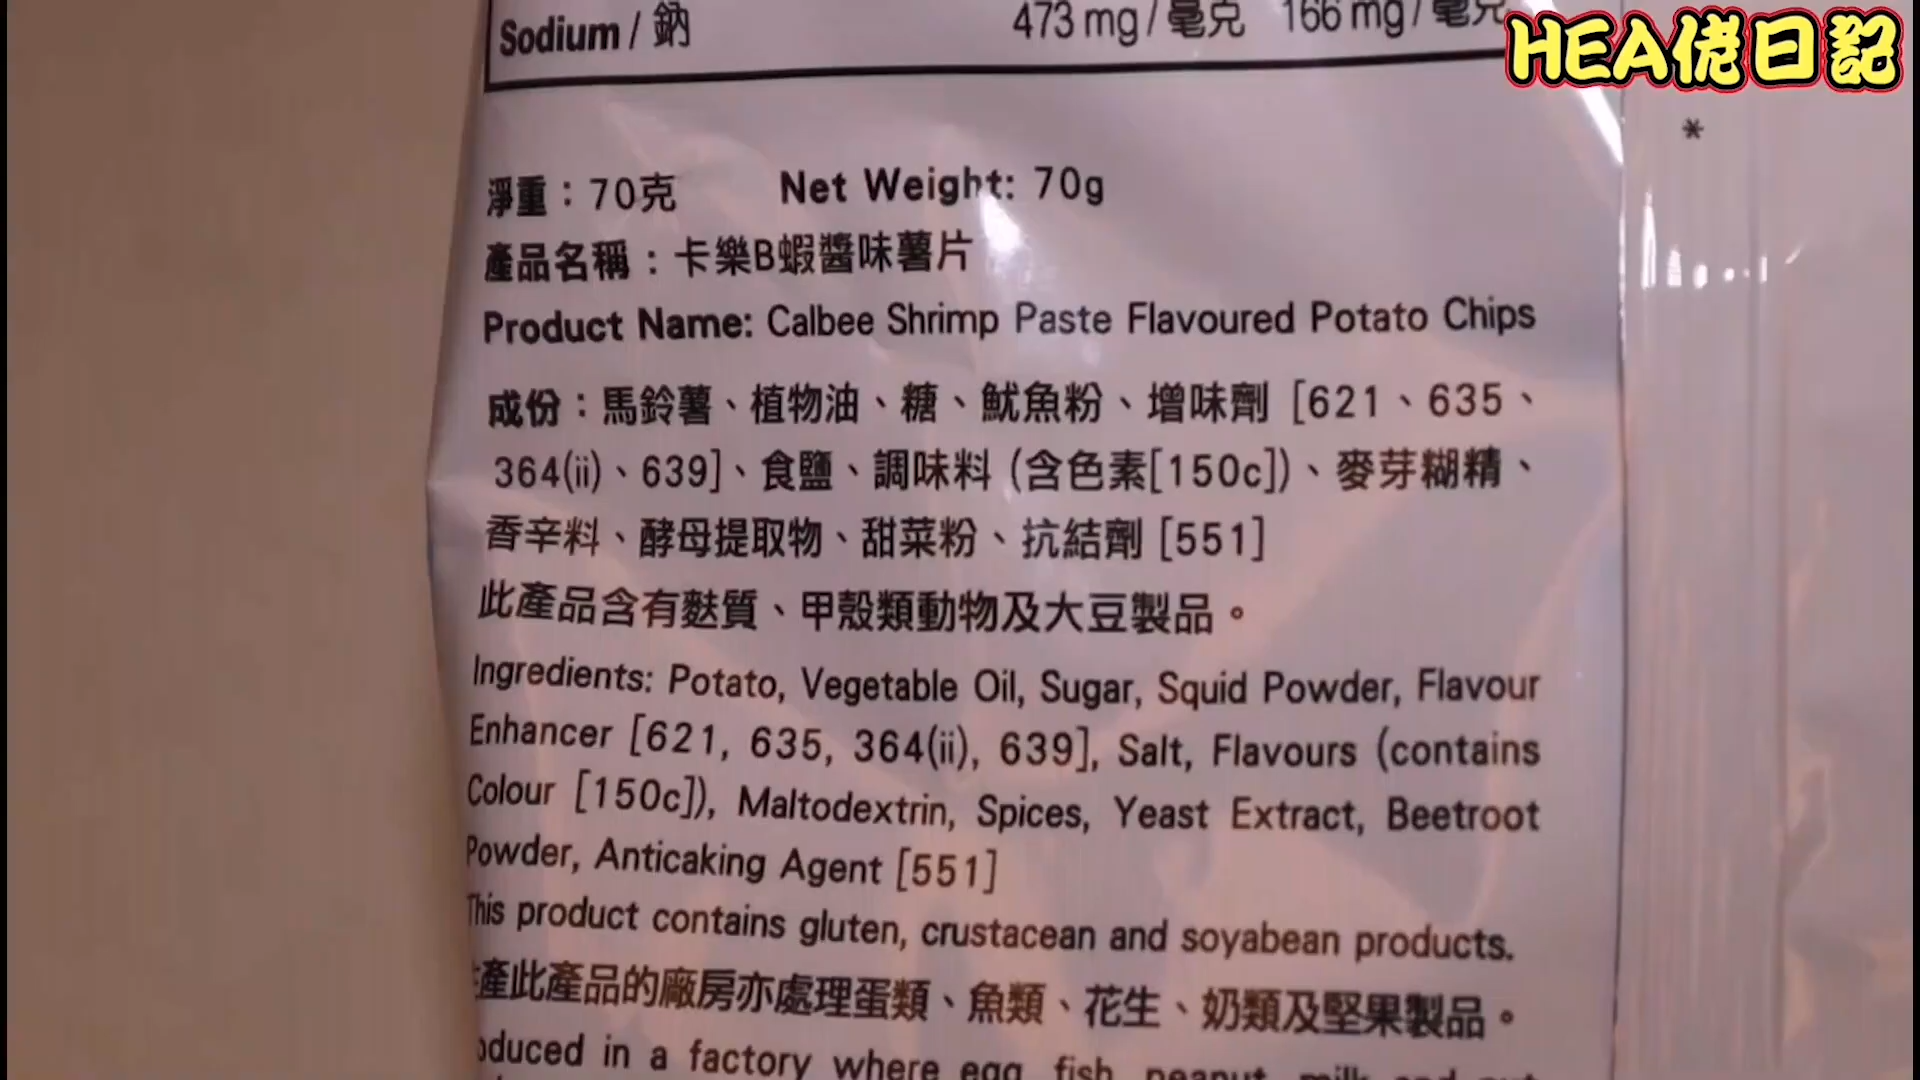 Sodium / 鈉 473 mg / 毫克 166 mg / 毫克
HEA佬日記
*
淨重：70克 Net Weight: 70g
產品名稱：卡樂B蝦醬味薯片
Product Name: Calbee Shrimp Paste Flavoured Potato Chips
成份：馬鈴薯、植物油、糖、魷魚粉、增味劑 [621、635、
364(ii)、639]、食鹽、調味料 (含色素[150c])、麥芽糊精、
香辛料、酵母提取物、甜菜粉、抗結劑 [551]
此產品含有麩質、甲殼類動物及大豆製品。
Ingredients: Potato, Vegetable Oil, Sugar, Squid Powder, Flavour
Enhancer [621, 635, 364(ii), 639], Salt, Flavours (contains
Colour [150c]), Maltodextrin, Spices, Yeast Extract, Beetroot
Powder, Anticaking Agent [551]
This product contains gluten, crustacean and soyabean products.
產此產品的廠房亦處理蛋類、魚類、花生、奶類及堅果製品。
oduced in a factory where egg, fish, peanut, milk and nut